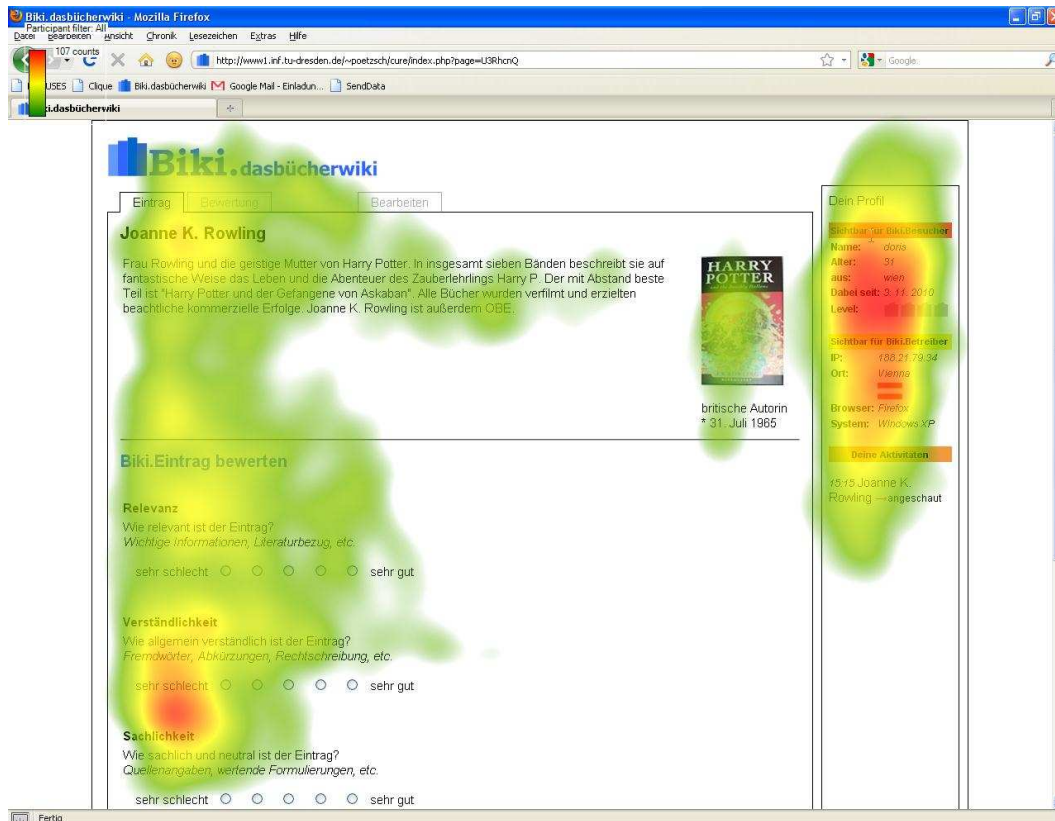 Biki.dasbücherwiki - Mozilla Firefox
Participant filter: All
Datei Bearbeiten Ansicht Chronik Lesezeichen Extras Hilfe
107 counts
http://www1.inf.tu-dresden.de/~poetzsch/cure/index.php?page=U3RhcnQ
Google
Clique Biki.dasbücherwiki Google Mail - Einladun... SendData
Biki.dasbücherwiki
Biki.dasbücherwiki
Eintrag Bewertung Bearbeiten
Joanne K. Rowling
Frau Rowling und die geistige Mutter von Harry Potter. In insgesamt sieben Bänden beschreibt sie auf
fantastische Weise das Leben und die Abenteuer des Zauberlehrlings Harry P. Der mit Abstand beste
Teil ist "Harry Potter und der Gefangene von Askaban". Alle Bücher wurden verfilmt und erzielten
beachtliche kommerzielle Erfolge. Joanne K. Rowling ist außerdem OBE.
HARRY
POTTER
britische Autorin
* 31. Juli 1965
Biki.Eintrag bewerten
Relevanz
Wie relevant ist der Eintrag?
Wichtige Informationen, Literaturbezug, etc.
sehr schlecht sehr gut
Verständlichkeit
Wie allgemein verständlich ist der Eintrag?
Fremdwörter, Abkürzungen, Rechtschreibung, etc.
sehr schlecht sehr gut
Sachlichkeit
Wie sachlich und neutral ist der Eintrag?
Quellenangaben, wertende Formulierungen, etc.
sehr schlecht sehr gut
Dein Profil
Sichtbar für Biki.Besucher
Name: doris
Alter: 31
aus: wien
Dabei seit: 3. 11. 2010
Level:
Sichtbar für Biki.Betreiber
IP: 188.21.79.34
Ort: Vienna
Browser: Firefox
System: Windows XP
Deine Aktivitäten
15:15 Joanne K.
Rowling → angeschaut
Fertig